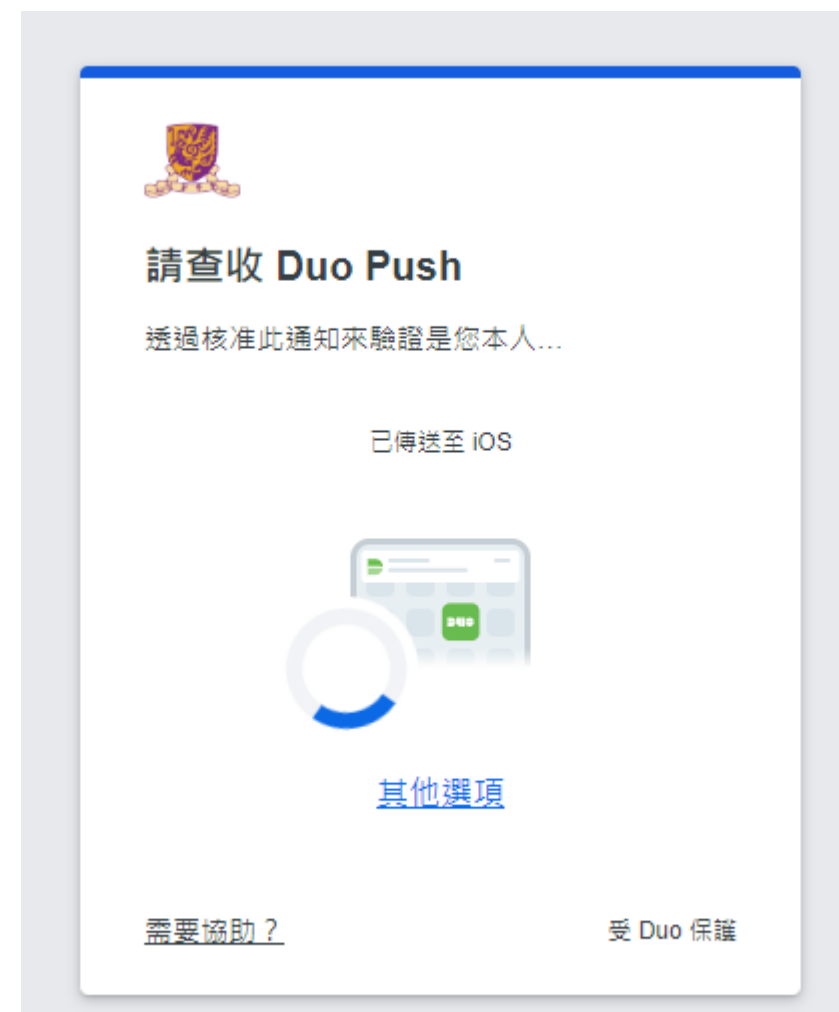 請查收 Duo Push
透過核准此通知來驗證是您本人...
已傳送至 iOS
DUO
其他選項
需要協助？
受 Duo 保護